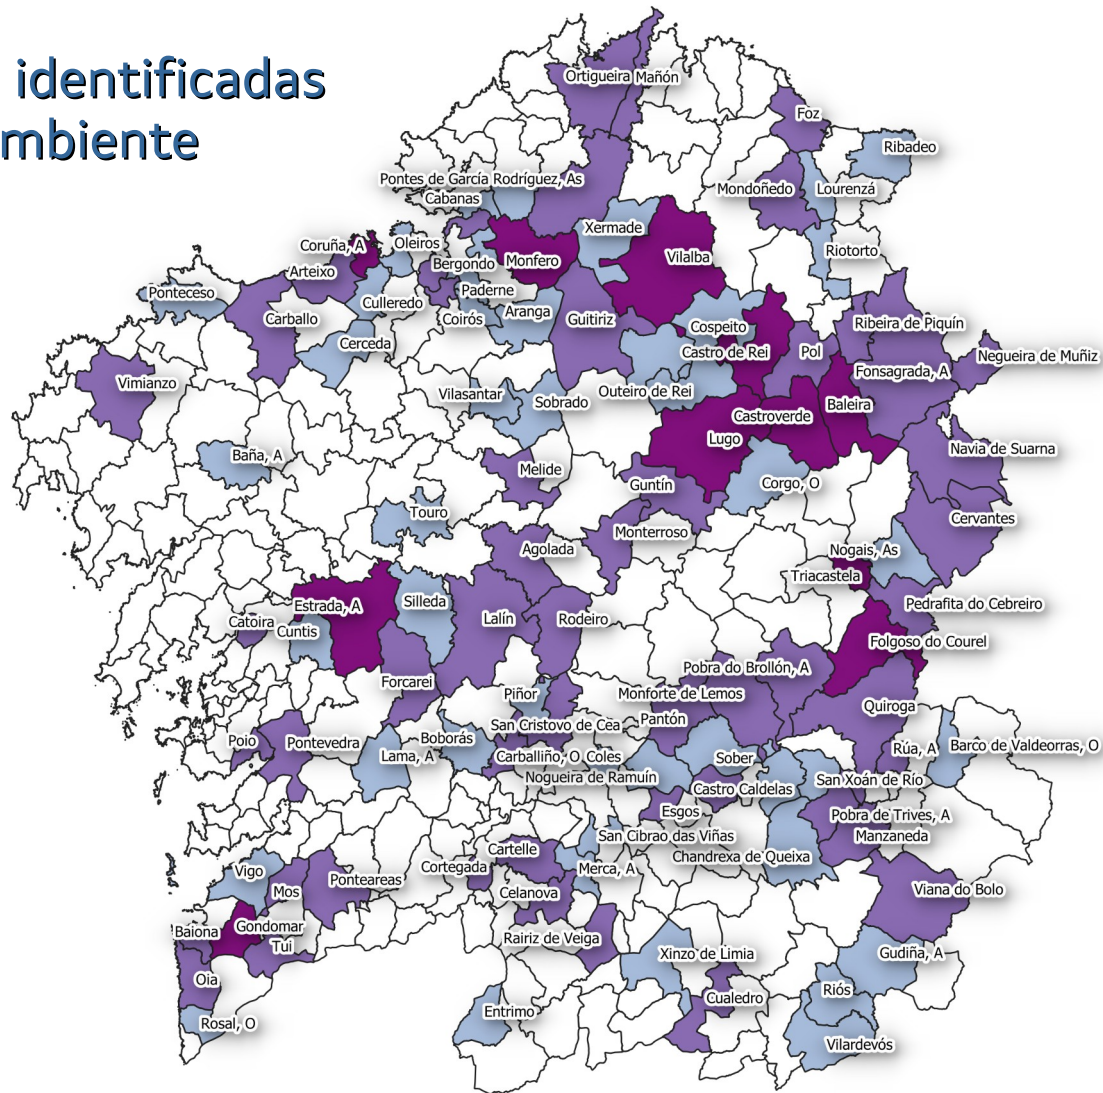 identificadas
mbiente
Ortigueira
Mañón
Foz
Ribadeo
Pontes de García Rodríguez, As
Cabanas
Mondoñedo
Lourenzá
Xermade
Coruña, A
Oleiros
Vilalba
Riotorto
Arteixo
Bergondo
Monfero
Ponteceso
Paderne
Culleredo
Carballo
Coirós
Aranga
Guitiriz
Cospeito
Ribeira de Piquín
Cerceda
Castro de Rei
Pol
Negueira de Muñiz
Fonsagrada, A
Vimianzo
Vilasantar
Sobrado
Outeiro de Rei
Castroverde
Baleira
Lugo
Navia de Suarna
Baña, A
Melide
Guntín
Corgo, O
Touro
Monterroso
Cervantes
Agolada
Nogais, As
Triacastela
Estrada, A
Silleda
Pedrafita do Cebreiro
Catoira
Cuntis
Lalín
Rodeiro
Folgoso do Courel
Forcarei
Pobra do Brollón, A
Piñor
Monforte de Lemos
Quiroga
San Cristovo de Cea
Pantón
Poio
Pontevedra
Boborás
Rúa, A
Barco de Valdeorras, O
Lama, A
Carballiño, O
Coles
Sober
Nogueira de Ramuín
San Xoán de Río
Castro Caldelas
Esgos
Pobra de Trives, A
San Cibrao das Viñas
Manzaneda
Cartelle
Chandrexa de Queixa
Vigo
Cortegada
Merca, A
Mos
Ponteareas
Celanova
Viana do Bolo
Baiona
Gondomar
Tui
Rairiz de Veiga
Xinzo de Limia
Gudiña, A
Oia
Riós
Cualedro
Entrimo
Rosal, O
Vilardevós